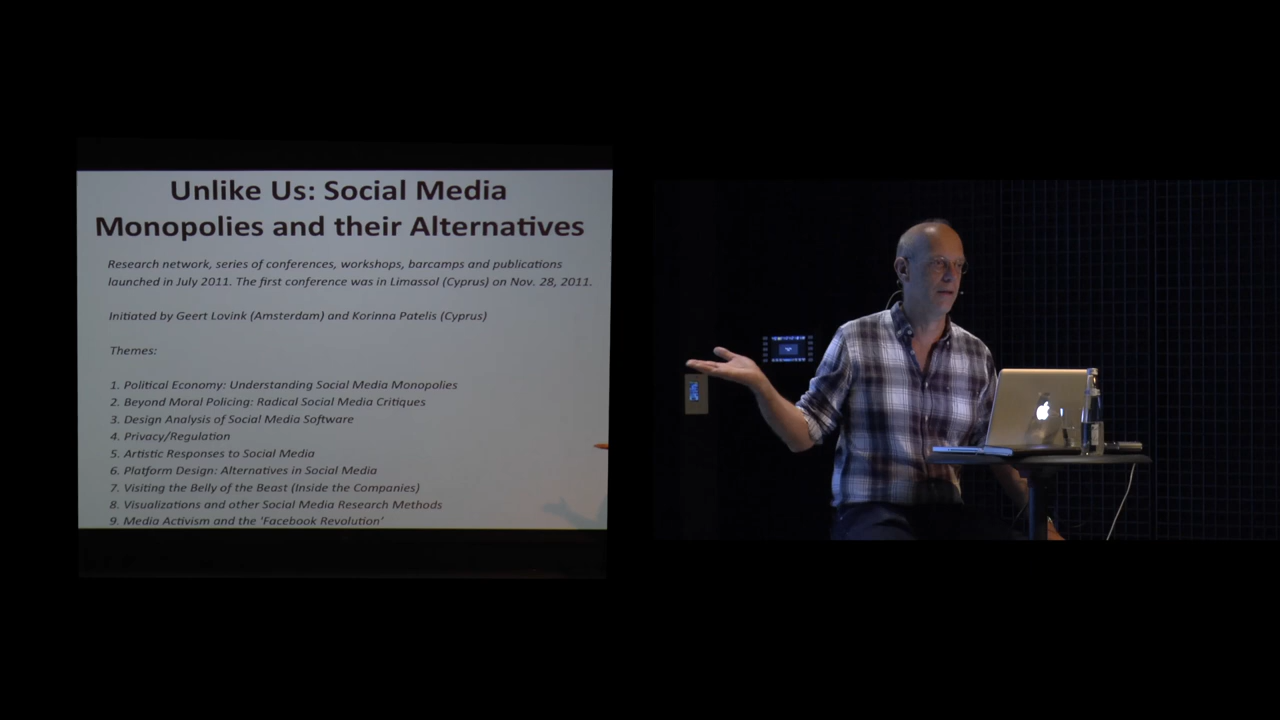 Unlike Us: Social Media
Monopolies and their Alternatives
Research network, series of conferences, workshops, barcamps and publications
launched in July 2011. The first conference was in Limassol (Cyprus) on Nov. 28, 2011.
Initiated by Geert Lovink (Amsterdam) and Korinna Patelis (Cyprus)
Themes:
1. Political Economy: Understanding Social Media Monopolies
2. Beyond Moral Policing: Radical Social Media Critiques
3. Design Analysis of Social Media Software
4. Privacy/Regulation
5. Artistic Responses to Social Media
6. Platform Design: Alternatives in Social Media
7. Visiting the Belly of the Beast (Inside the Companies)
8. Visualizations and other Social Media Research Methods
9. Media Activism and the 'Facebook Revolution'